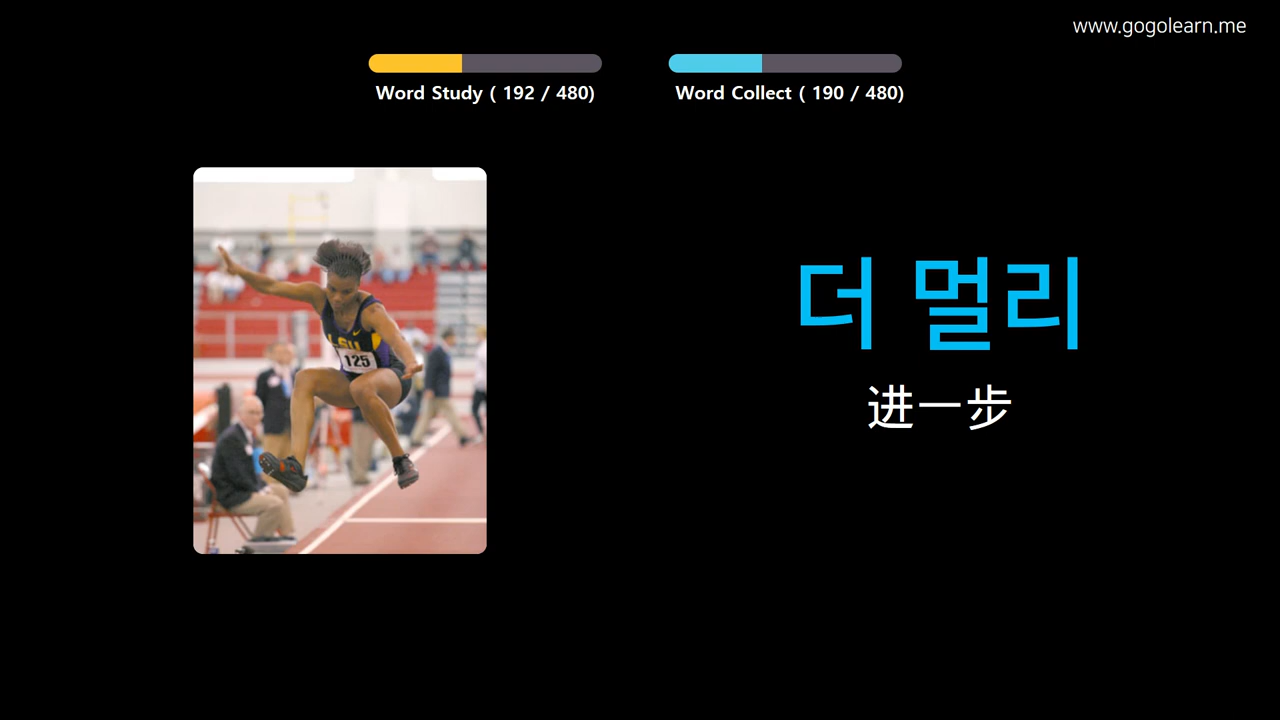 www.gogolearn.me
Word Study ( 192 / 480)
Word Collect ( 190 / 480)
더 멀리
进一步
LSU
125